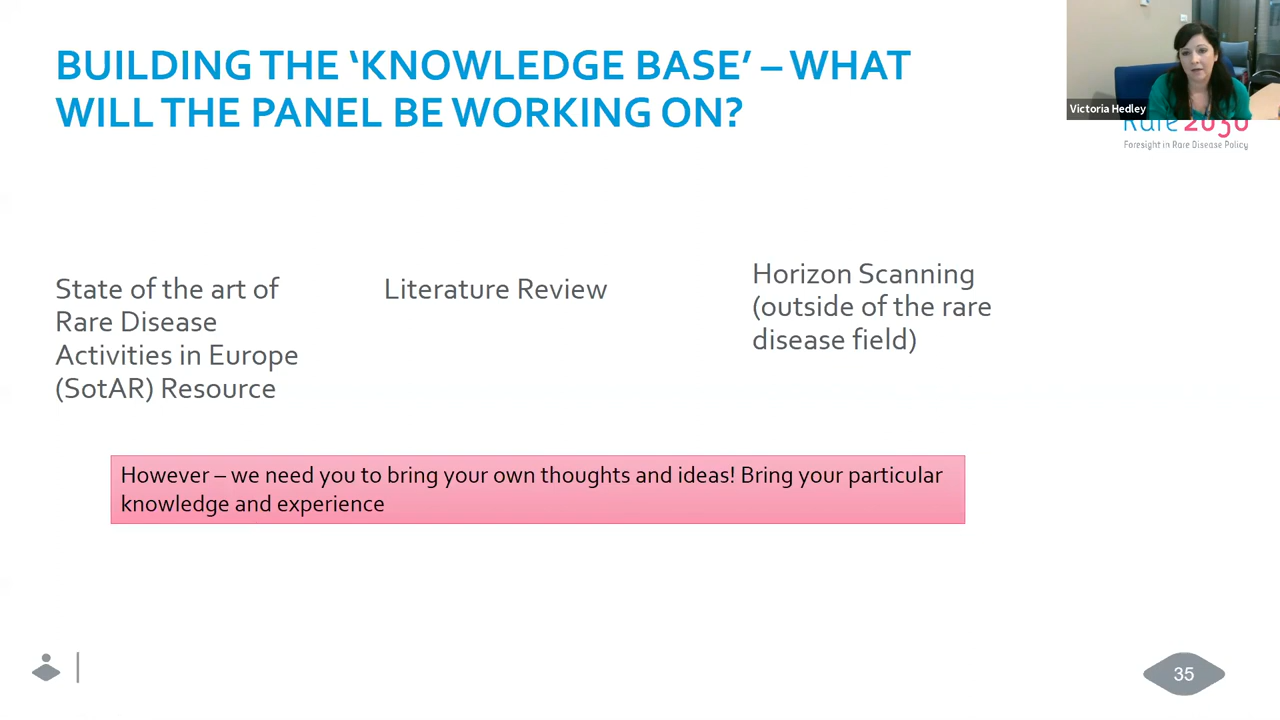 BUILDING THE ‘KNOWLEDGE BASE’ – WHAT
WILL THE PANEL BE WORKING ON?
Victoria Hedley
Rare 2030
Foresight in Rare Disease Policy
State of the art of
Rare Disease
Activities in Europe
(SotAR) Resource
Literature Review
Horizon Scanning
(outside of the rare
disease field)
However – we need you to bring your own thoughts and ideas! Bring your particular
knowledge and experience
35